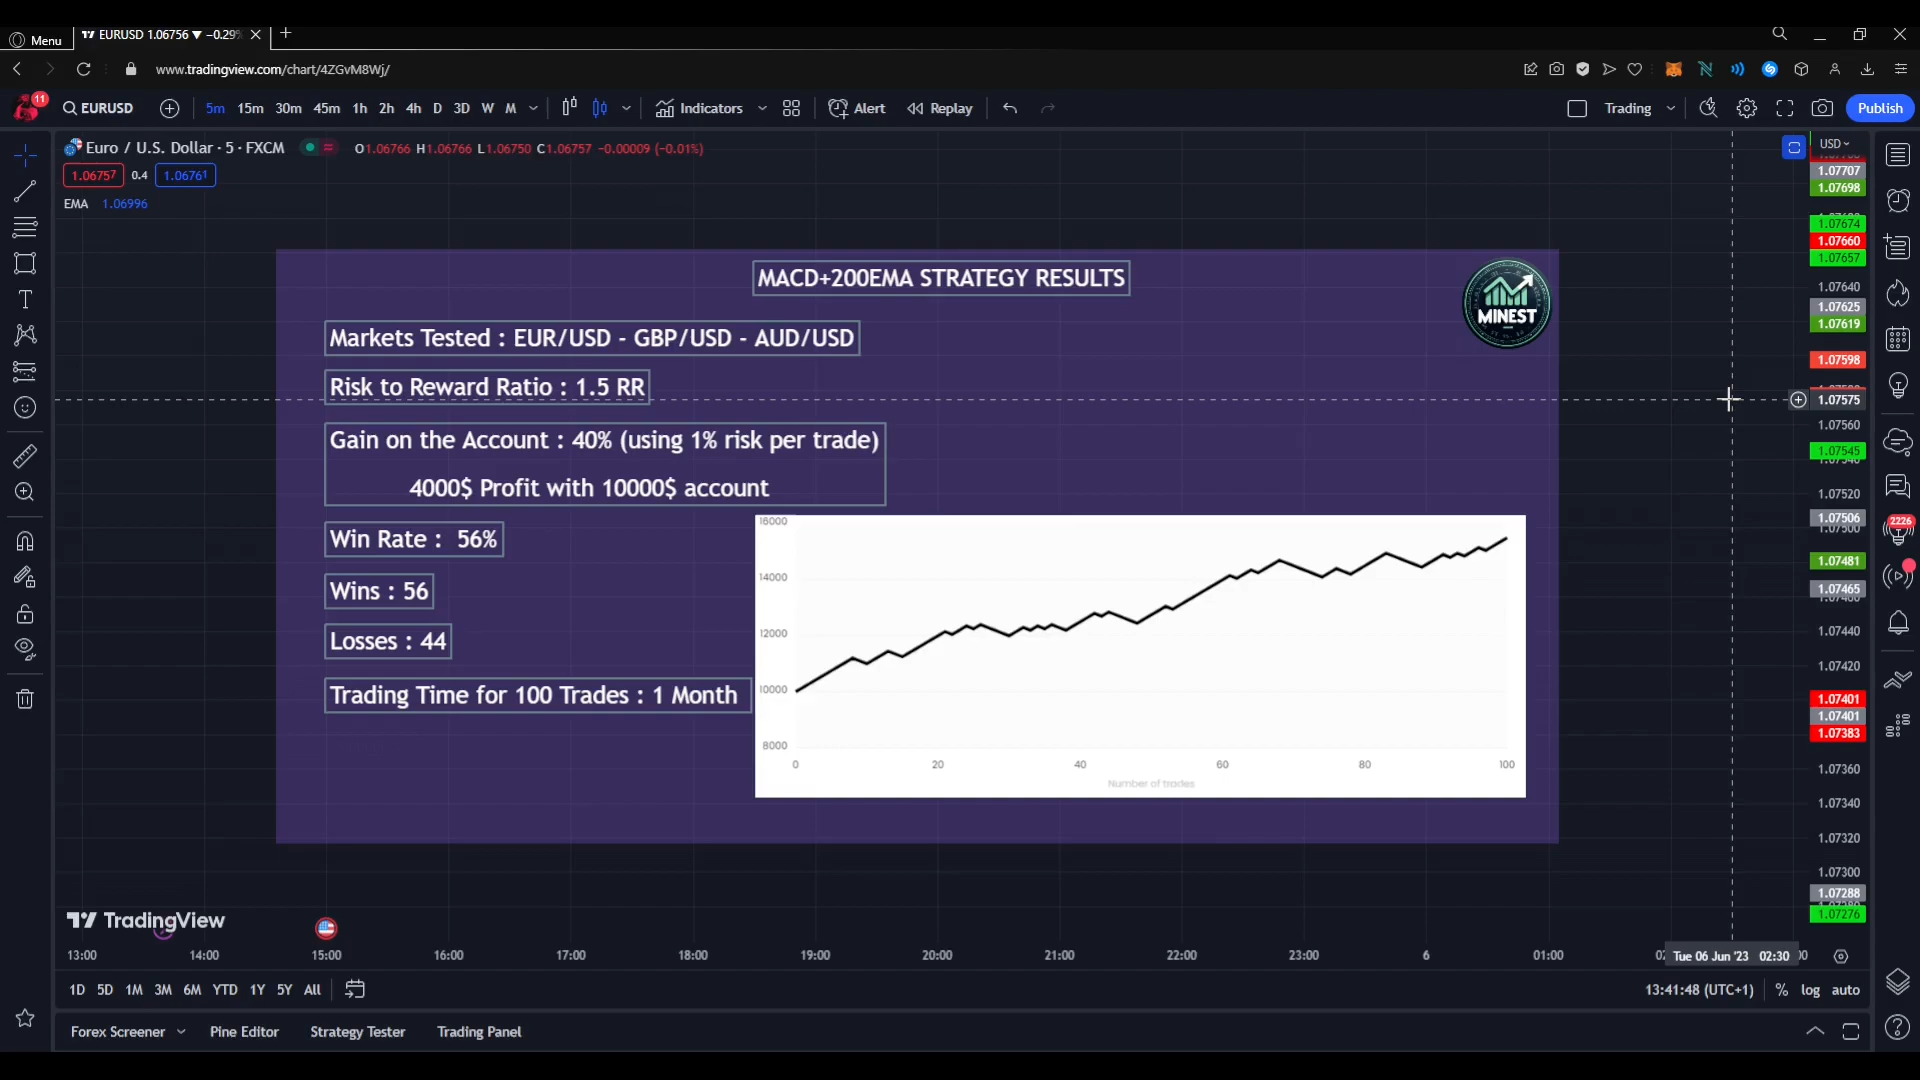 Menu
EURUSD 1.06756 ▼ −0.29%
www.tradingview.com/chart/4ZGvM8Wj/
11
EURUSD
5m 15m 30m 45m 1h 2h 4h D 3D W M
Indicators
Alert
Replay
Trading
Publish
Euro / U.S. Dollar · 5 · FXCM
O1.06766 H1.06766 L1.06750 C1.06757 −0.00009 (−0.01%)
1.06757 0.4 1.06761
EMA 1.06996
MACD+200EMA STRATEGY RESULTS
MINEST
Markets Tested : EUR/USD - GBP/USD - AUD/USD
Risk to Reward Ratio : 1.5 RR
Gain on the Account : 40% (using 1% risk per trade)
4000$ Profit with 10000$ account
Win Rate : 56%
Wins : 56
Losses : 44
Trading Time for 100 Trades : 1 Month
16000
14000
12000
10000
8000
0 20 40 60 80 100
Number of trades
USD
1.07707
1.07698
1.07674
1.07660
1.07657
1.07640
1.07625
1.07619
1.07598
1.07575
1.07560
1.07545
1.07520
1.07506
1.07481
1.07465
1.07440
1.07420
1.07401
1.07401
1.07383
1.07360
1.07340
1.07320
1.07300
1.07288
1.07276
2226
TradingView
13:00 14:00 15:00 16:00 17:00 18:00 19:00 20:00 21:00 22:00 23:00 6 01:00 Tue 06 Jun '23 02:30
1D 5D 1M 3M 6M YTD 1Y 5Y All
13:41:48 (UTC+1) % log auto
Forex Screener Pine Editor Strategy Tester Trading Panel